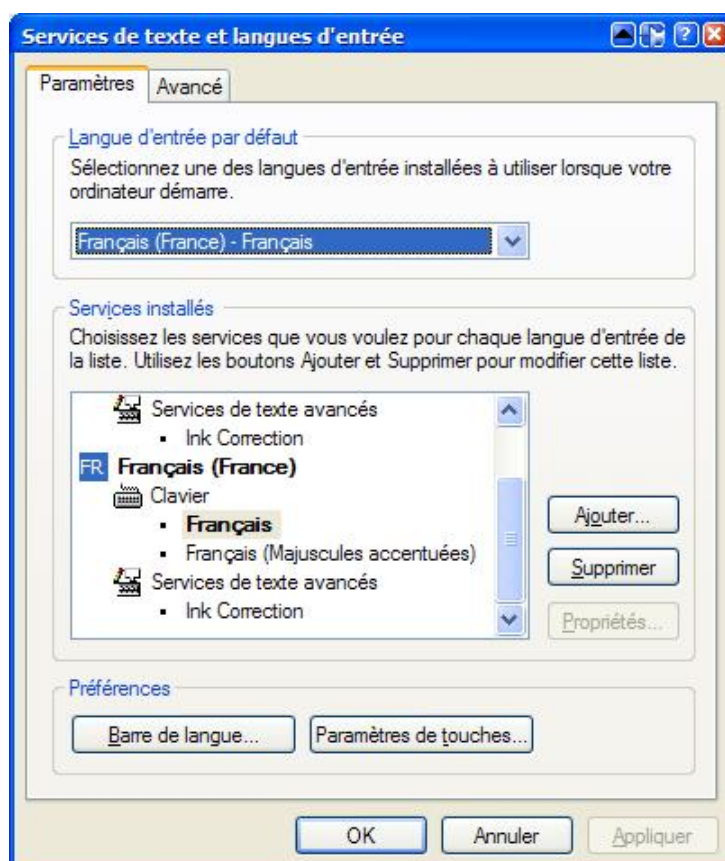 Services de texte et langues d'entrée
Paramètres
Avancé
Langue d'entrée par défaut
Sélectionnez une des langues d'entrée installées à utiliser lorsque votre
ordinateur démarre.
Français (France) - Français
Services installés
Choisissez les services que vous voulez pour chaque langue d'entrée de
la liste. Utilisez les boutons Ajouter et Supprimer pour modifier cette liste.
Services de texte avancés
Ink Correction
FR Français (France)
Clavier
Français
Français (Majuscules accentuées)
Services de texte avancés
Ink Correction
Ajouter...
Supprimer
Propriétés...
Préférences
Barre de langue...
Paramètres de touches...
OK
Annuler
Appliquer